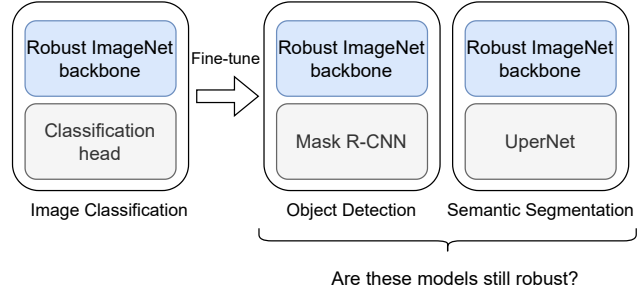 Robust ImageNet
backbone
Classification
head
Image Classification
Fine-tune
Robust ImageNet
backbone
Mask R-CNN
Object Detection
Robust ImageNet
backbone
UperNet
Semantic Segmentation
Are these models still robust?